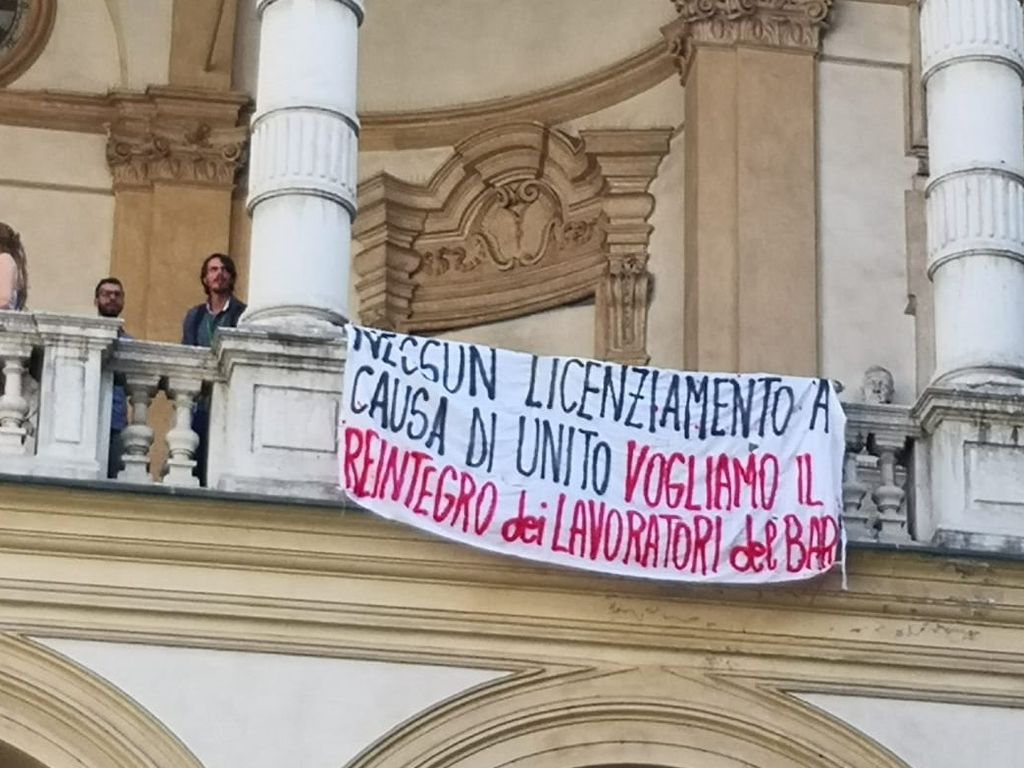 NESSUN LICENZIAMENTO A
CAUSA DI UNITO VOGLIAMO IL
REINTEGRO dei LAVORATORI del BAR